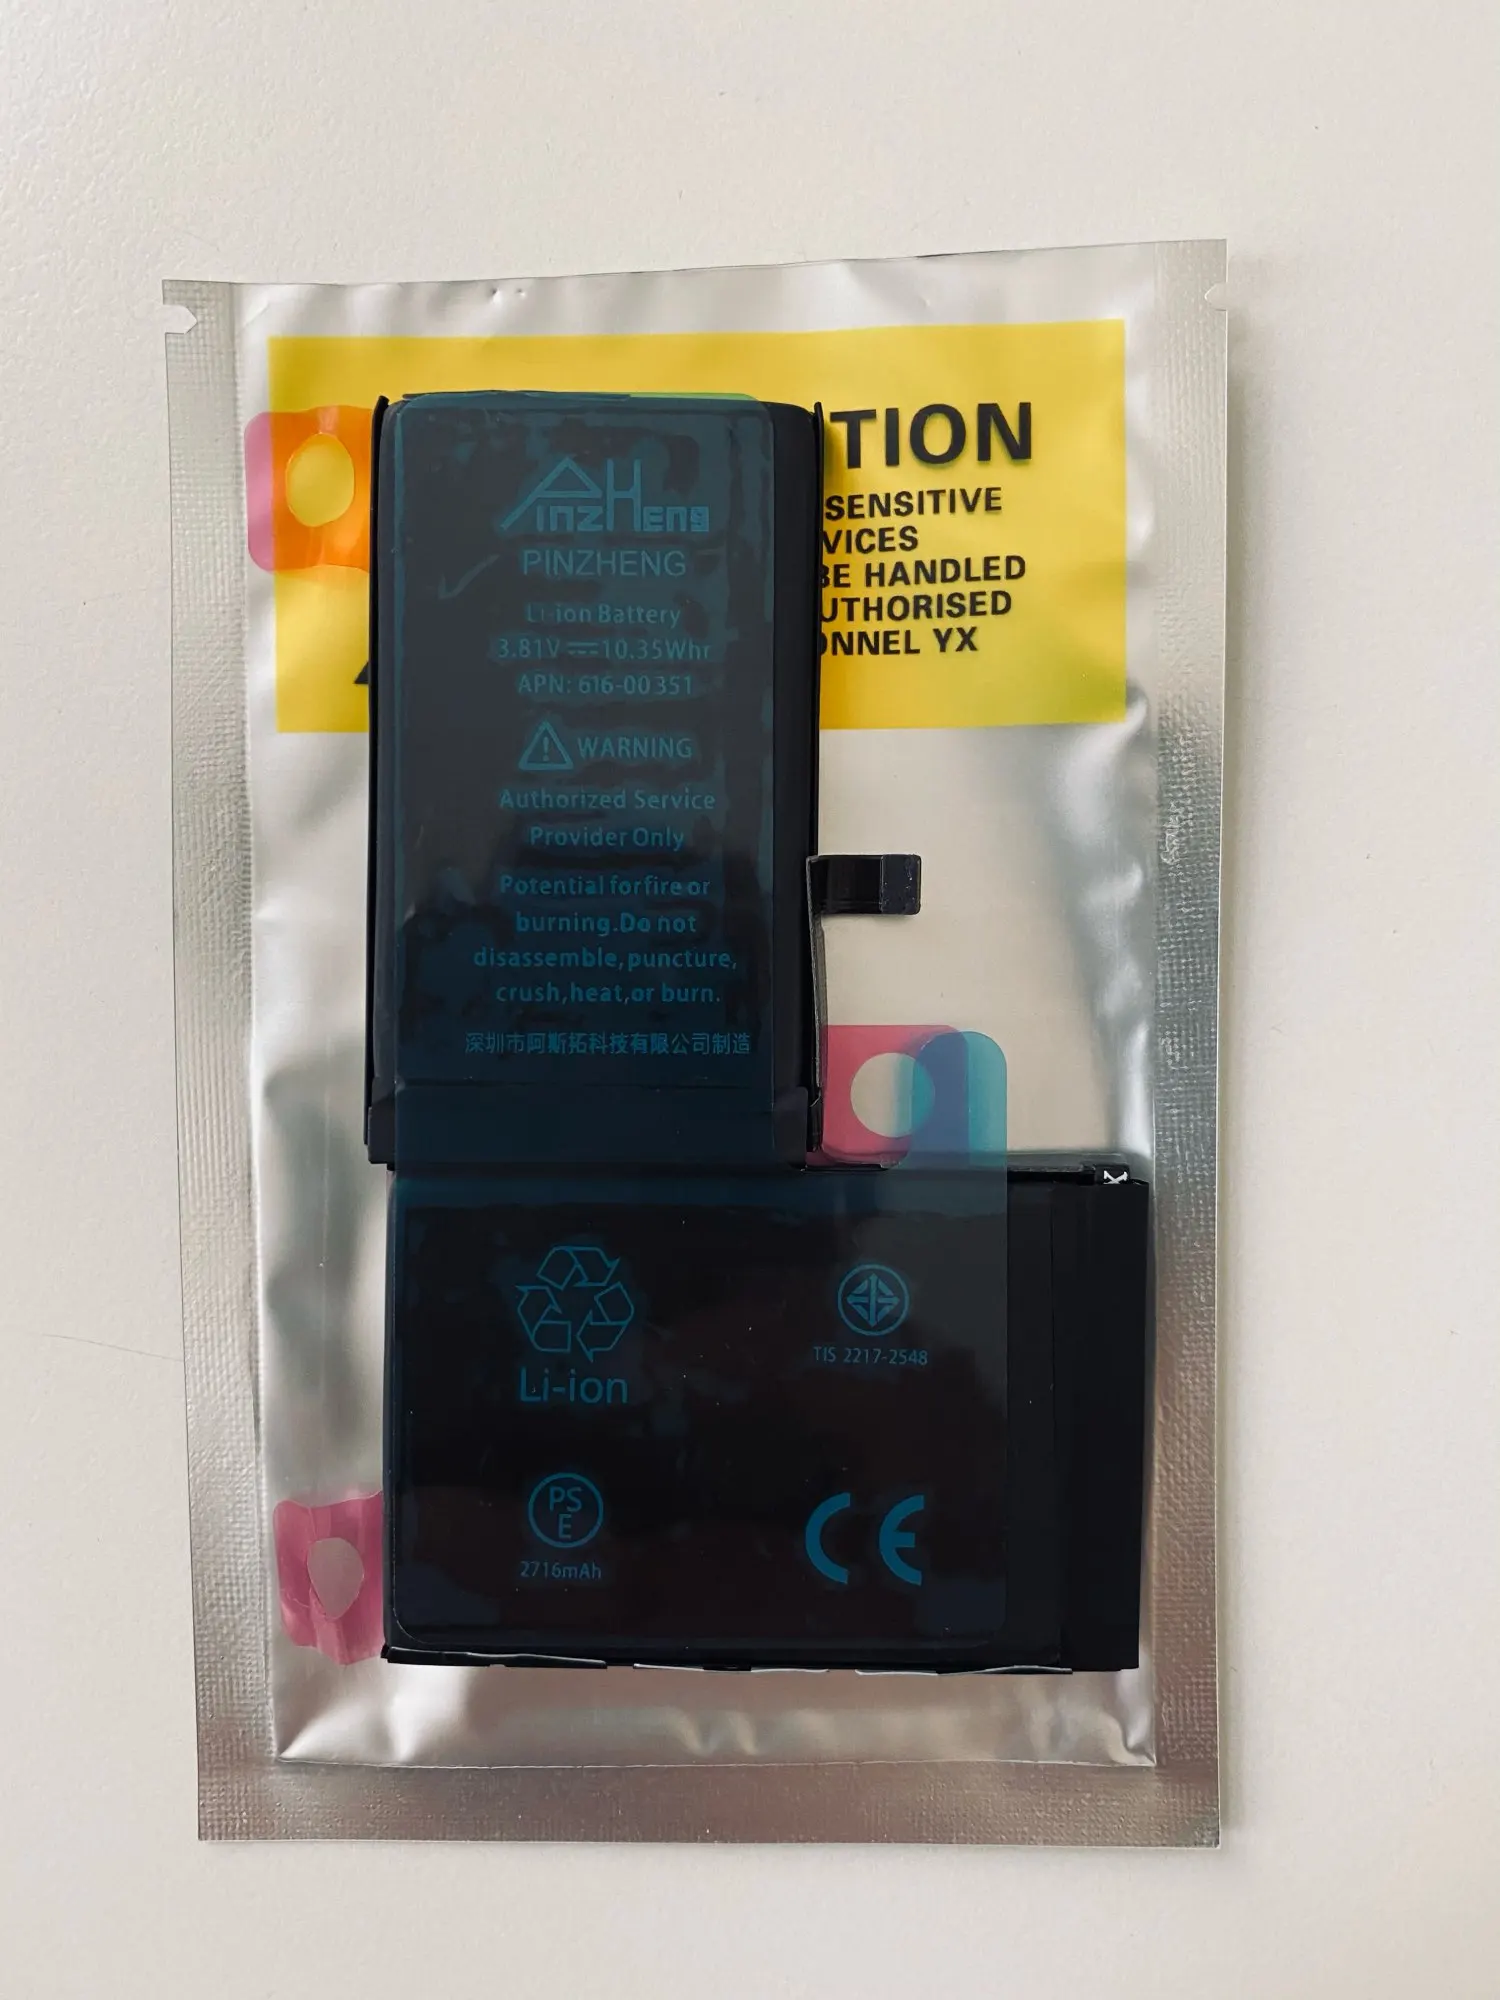 TION
SENSITIVE
VICES
BE HANDLED
UTHORISED
ONNEL YX
PinzHeng
PINZHENG
Li-ion Battery
3.81V 10.35Whr
APN: 616-00351
WARNING
Authorized Service
Provider Only
Potential forfire or
burning.Do not
disassemble,puncture,
crush,heat,or burn.
深圳市阿斯拓科技有限公司制造
X
Li-ion
TIS 2217-2548
PS
E
2716mAh
CE